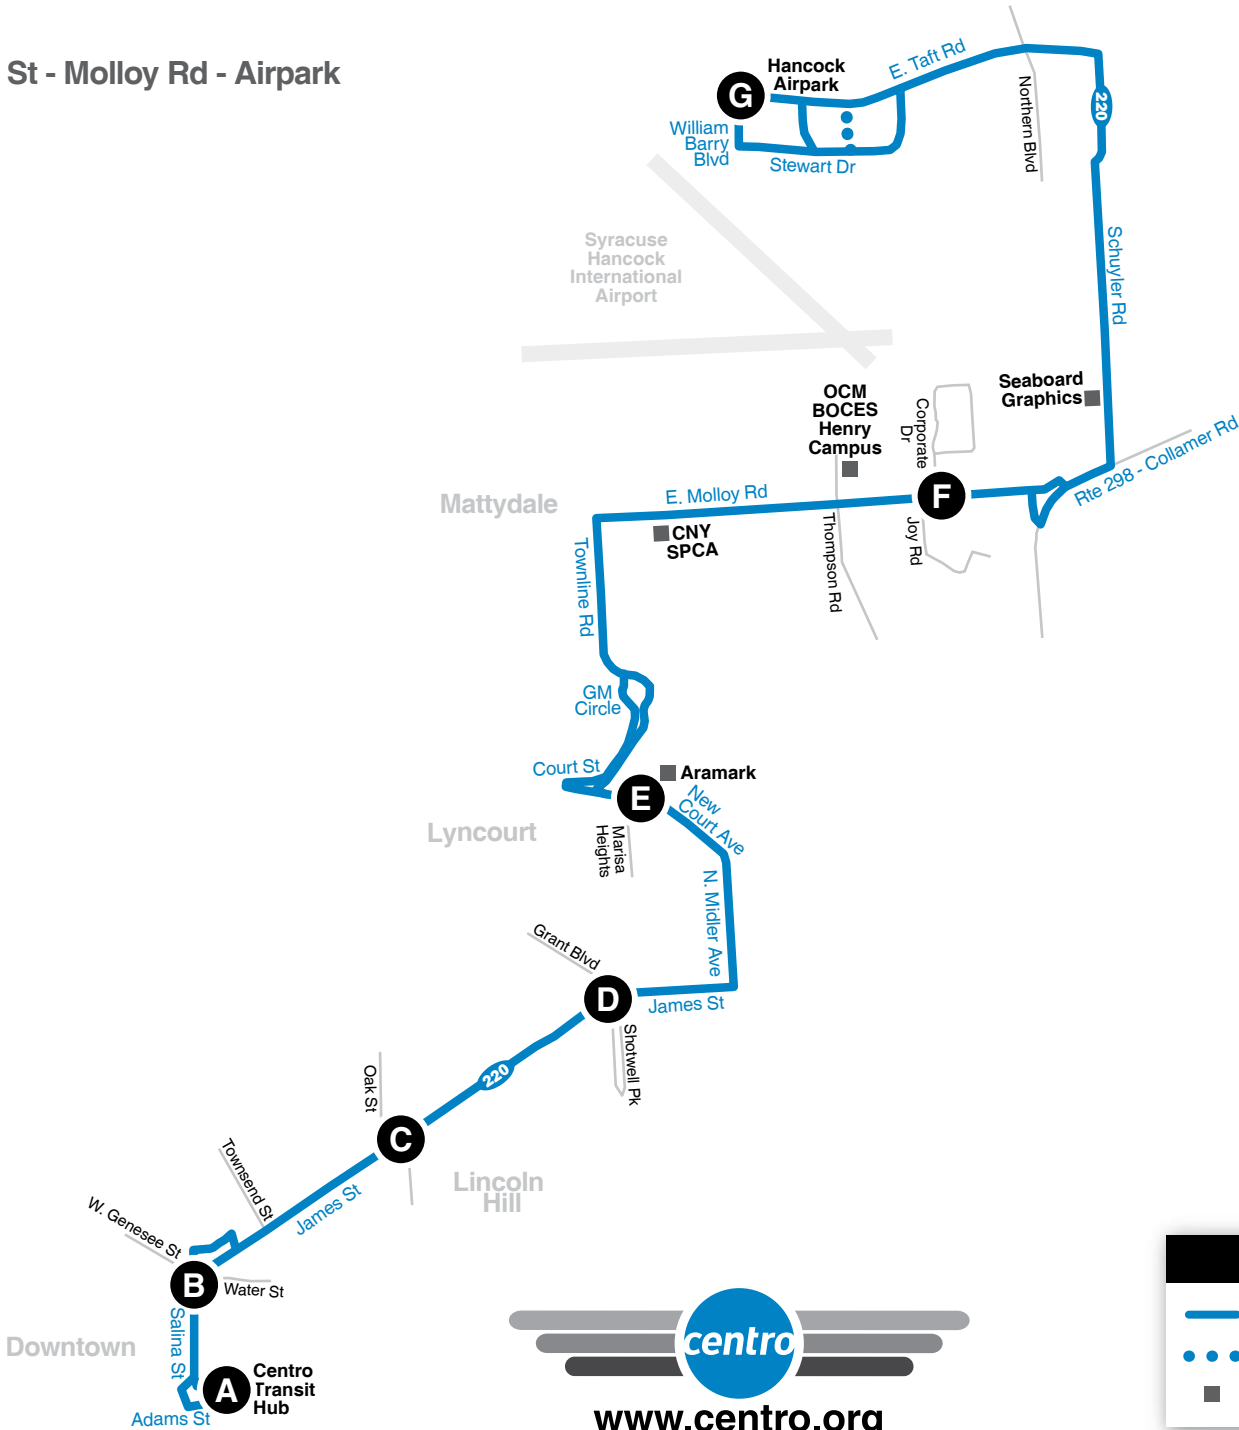 St - Molloy Rd - Airpark
Hancock
Airpark
G
E. Taft Rd
Northern Blvd
220
William
Barry
Blvd
Stewart Dr
Syracuse
Hancock
International
Airport
Schuyler Rd
Seaboard
Graphics
OCM
BOCES
Henry
Campus
Corporate
Dr
Rte 298 - Collamer Rd
Mattydale
E. Molloy Rd
F
CNY
SPCA
Thompson Rd
Joy Rd
Townline Rd
GM
Circle
Court St
Aramark
E
New
Court Ave
Lyncourt
Marisa
Heights
N. Midler Ave
Grant Blvd
D
James St
Shotwell Pk
220
Oak St
C
Townsend St
Lincoln
Hill
James St
W. Genesee St
B
Water St
Salina St
Downtown
A
Centro
Transit
Hub
Adams St
centro
www.centro.org